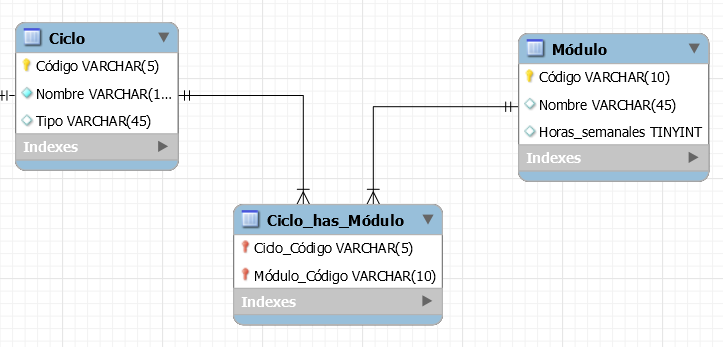 Ciclo
Código VARCHAR(5)
Nombre VARCHAR(1...
Tipo VARCHAR(45)
Indexes
Módulo
Código VARCHAR(10)
Nombre VARCHAR(45)
Horas_semanales TINYINT
Indexes
Ciclo_has_Módulo
Ciclo_Código VARCHAR(5)
Módulo_Código VARCHAR(10)
Indexes